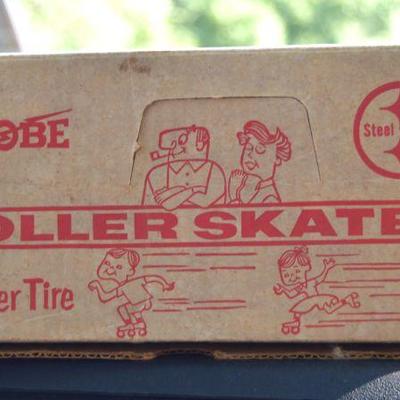 OBE
Steel
OLLER SKATE
er Tire